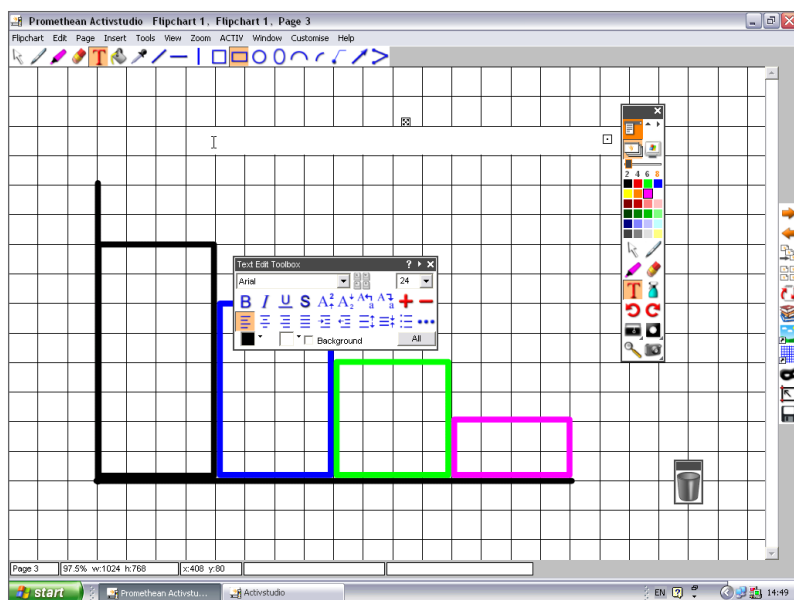 Promethean Activstudio Flipchart 1, Flipchart 1, Page 3
Flipchart Edit Page Insert Tools View Zoom ACTIV Window Customise Help
2 4 6 8
Text Edit Toolbox
Arial 24
Background All
Page 3 97.5% w:1024 h:768 x:408 y:80
start Promethean Activstu... Activstudio EN 14:49